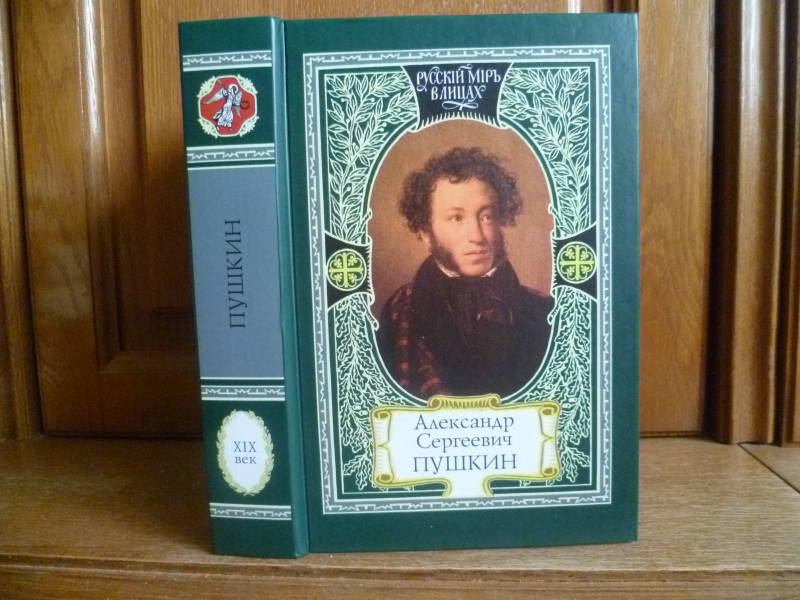 ПУШКИН
XIX
век
РУССКIЙ МIРЪ
В ЛИЦАХ
Александр
Сергеевич
ПУШКИН